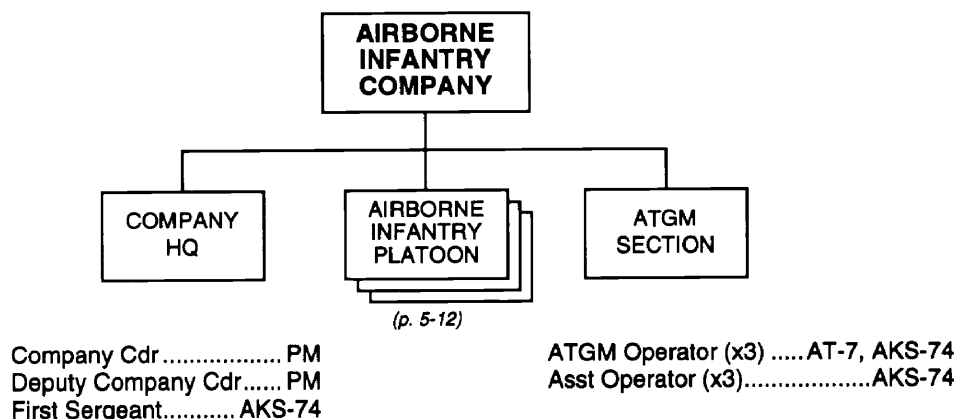 AIRBORNE
INFANTRY
COMPANY
COMPANY
HQ
AIRBORNE
INFANTRY
PLATOON
ATGM
SECTION
(p. 5-12)
Company Cdr .................. PM
Deputy Company Cdr...... PM
First Sergeant........... AKS-74
ATGM Operator (x3) .....AT-7, AKS-74
Asst Operator (x3)...................AKS-74